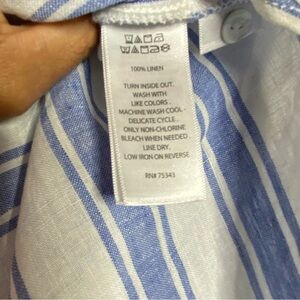 100% LINEN
TURN INSIDE OUT.
WASH WITH
LIKE COLORS .
MACHINE WASH COOL -
DELICATE CYCLE .
ONLY NON-CHLORINE
BLEACH WHEN NEEDED .
LINE DRY.
LOW IRON ON REVERSE
RN# 75343